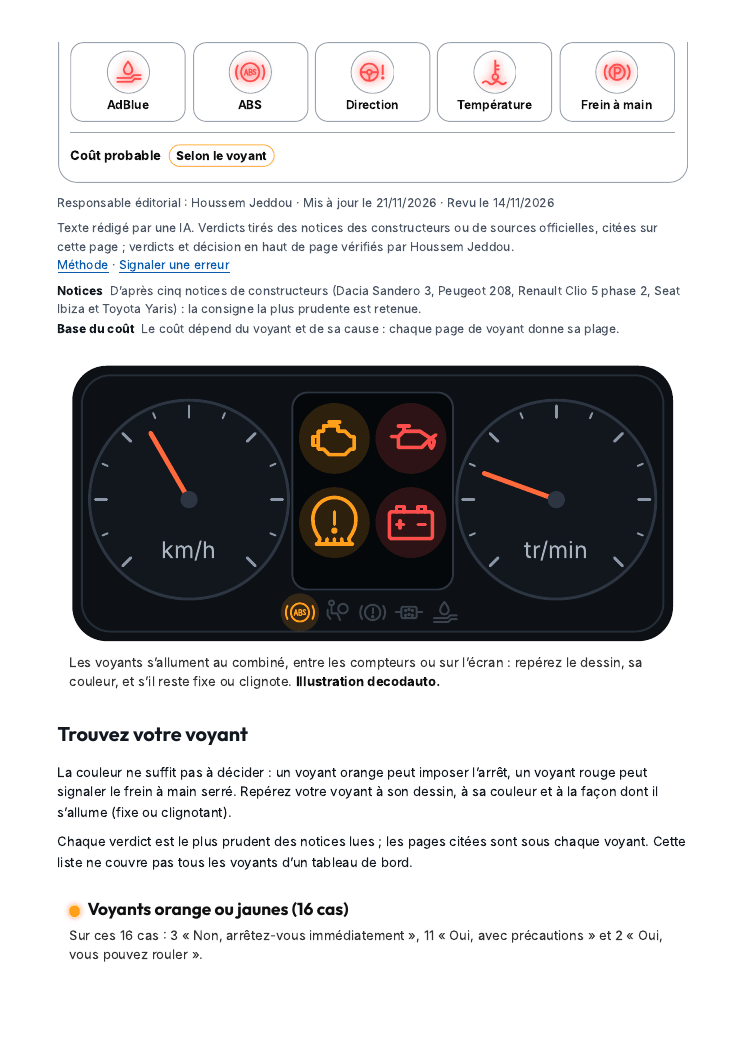 AdBlue
ABS
ABS
Direction
Température
P
Frein à main
Coût probable Selon le voyant
Responsable éditorial : Houssem Jeddou · Mis à jour le 21/11/2026 · Revu le 14/11/2026
Texte rédigé par une IA. Verdicts tirés des notices des constructeurs ou de sources officielles, citées sur
cette page ; verdicts et décision en haut de page vérifiés par Houssem Jeddou.
Méthode · Signaler une erreur
Notices D’après cinq notices de constructeurs (Dacia Sandero 3, Peugeot 208, Renault Clio 5 phase 2, Seat
Ibiza et Toyota Yaris) : la consigne la plus prudente est retenue.
Base du coût Le coût dépend du voyant et de sa cause : chaque page de voyant donne sa plage.
km/h
tr/min
ABS
Les voyants s’allument au combiné, entre les compteurs ou sur l’écran : repérez le dessin, sa
couleur, et s’il reste fixe ou clignote. Illustration decodauto.
Trouvez votre voyant
La couleur ne suffit pas à décider : un voyant orange peut imposer l’arrêt, un voyant rouge peut
signaler le frein à main serré. Repérez votre voyant à son dessin, à sa couleur et à la façon dont il
s’allume (fixe ou clignotant).
Chaque verdict est le plus prudent des notices lues ; les pages citées sont sous chaque voyant. Cette
liste ne couvre pas tous les voyants d’un tableau de bord.
Voyants orange ou jaunes (16 cas)
Sur ces 16 cas : 3 « Non, arrêtez-vous immédiatement », 11 « Oui, avec précautions » et 2 « Oui,
vous pouvez rouler ».